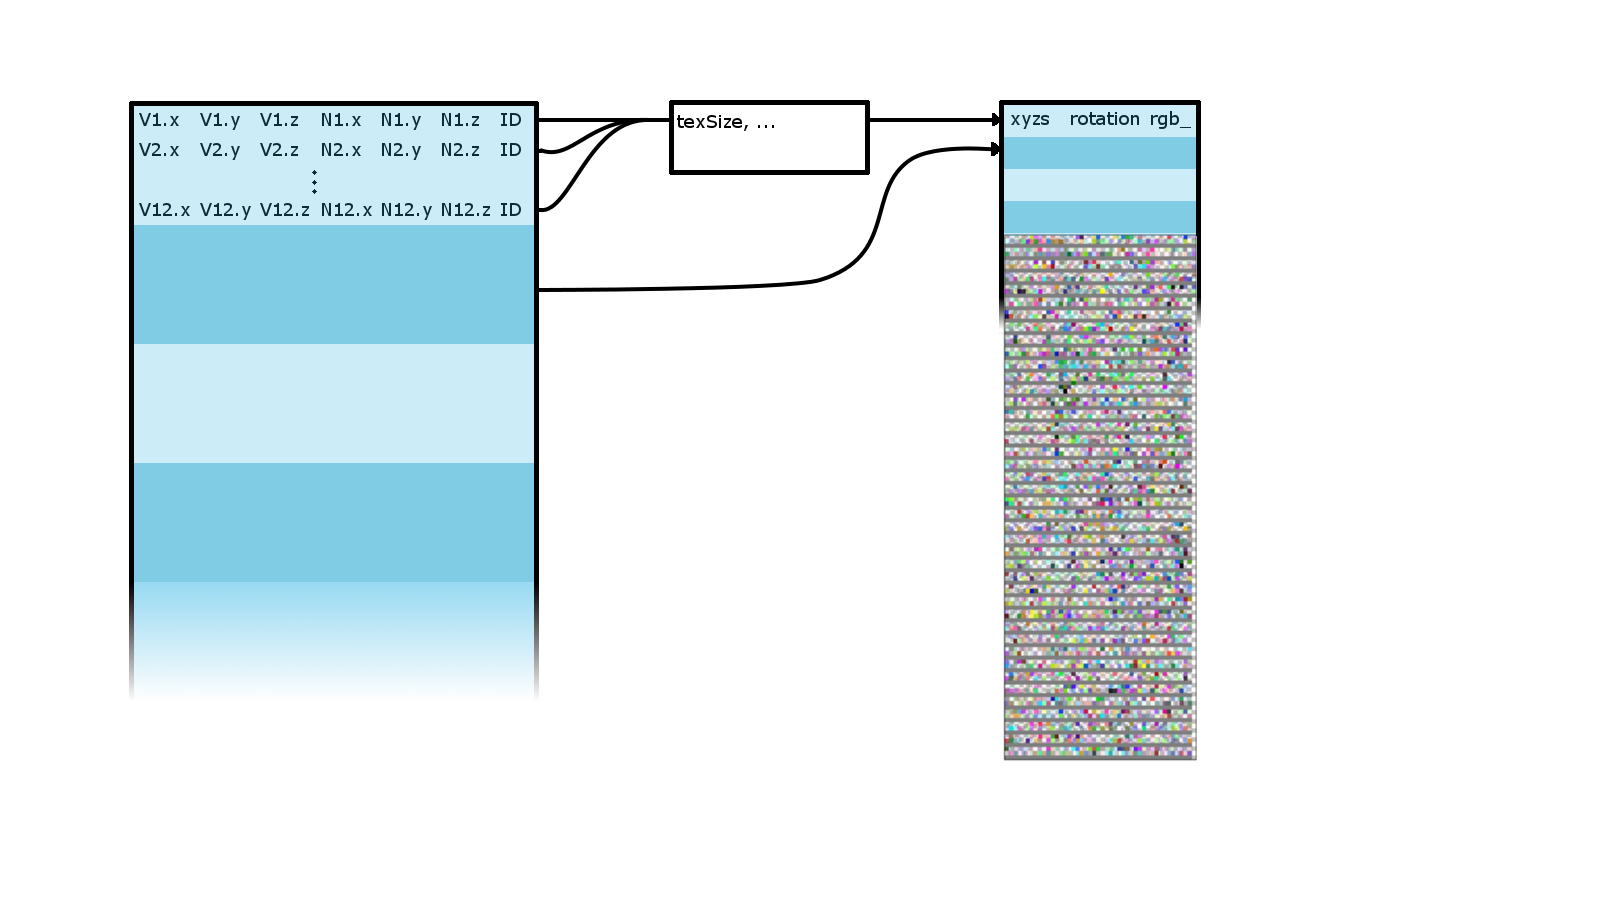 V1.x V1.y V1.z N1.x N1.y N1.z ID
V2.x V2.y V2.z N2.x N2.y N2.z ID
V12.x V12.y V12.z N12.x N12.y N12.z ID
texSize, ...
xyzs rotation rgb_